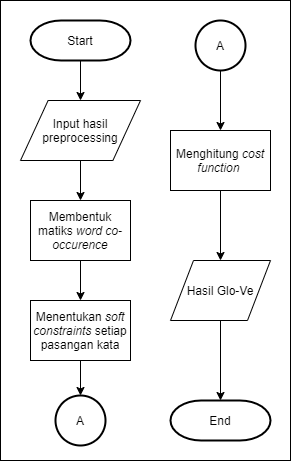 Start
Input hasil
preprocessing
Membentuk
matiks word co-
occurence
Menentukan soft
constraints setiap
pasangan kata
A
A
Menghitung cost
function
Hasil Glo-Ve
End